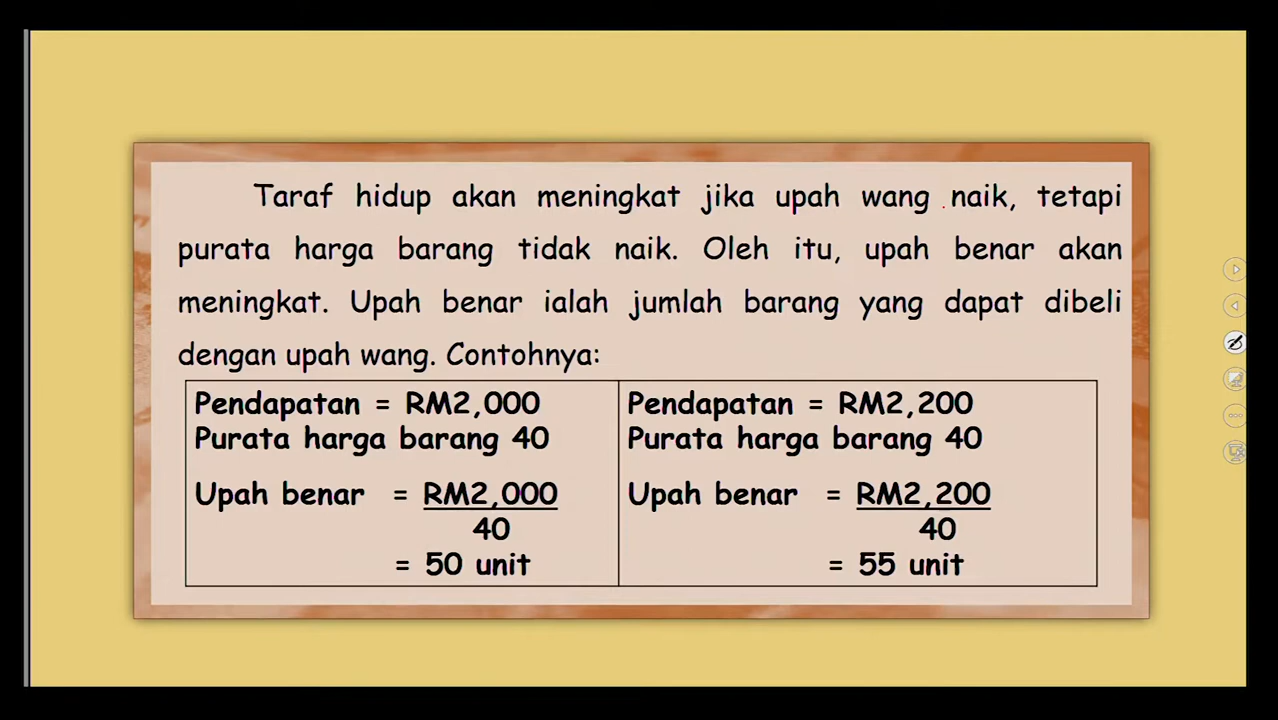 Taraf hidup akan meningkat jika upah wang naik, tetapi
purata harga barang tidak naik. Oleh itu, upah benar akan
meningkat. Upah benar ialah jumlah barang yang dapat dibeli
dengan upah wang. Contohnya:
Pendapatan = RM2,000
Purata harga barang 40
Upah benar = RM2,000
40
= 50 unit
Pendapatan = RM2,200
Purata harga barang 40
Upah benar = RM2,200
40
= 55 unit